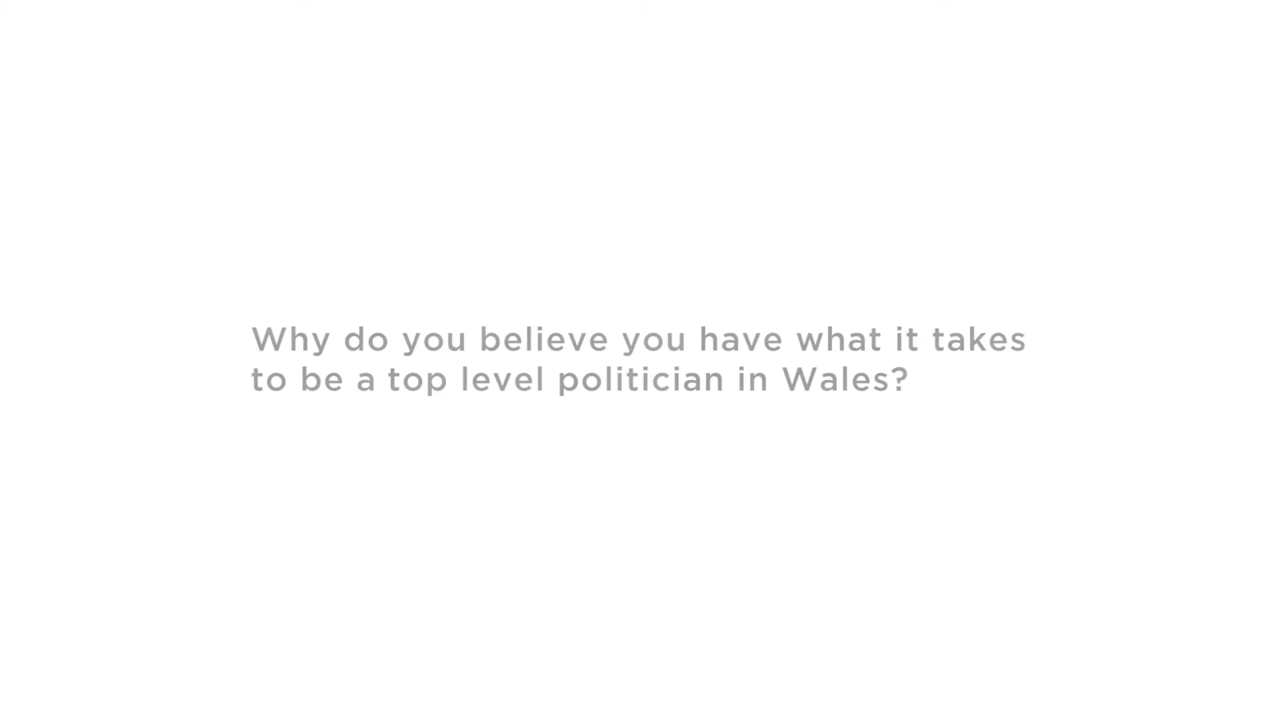 Why do you believe you have what it takes
to be a top level politician in Wales?